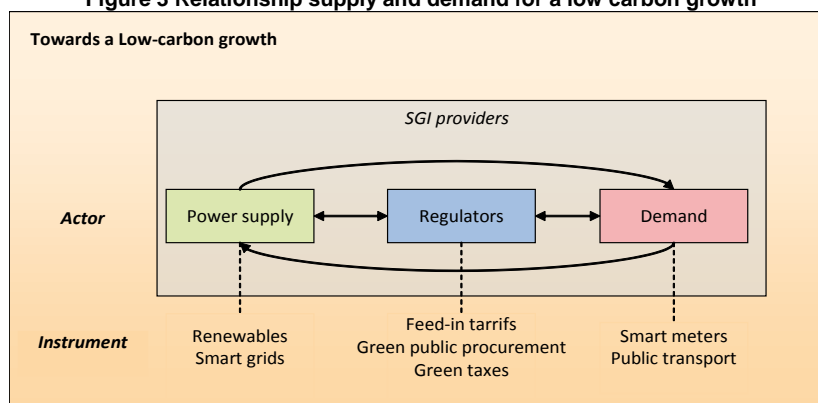 Figure 3 Relationship supply and demand for a low carbon growth
Towards a Low-carbon growth
SGI providers
Actor
Power supply
Regulators
Demand
Instrument
Renewables
Smart grids
Feed-in tarrifs
Green public procurement
Green taxes
Smart meters
Public transport